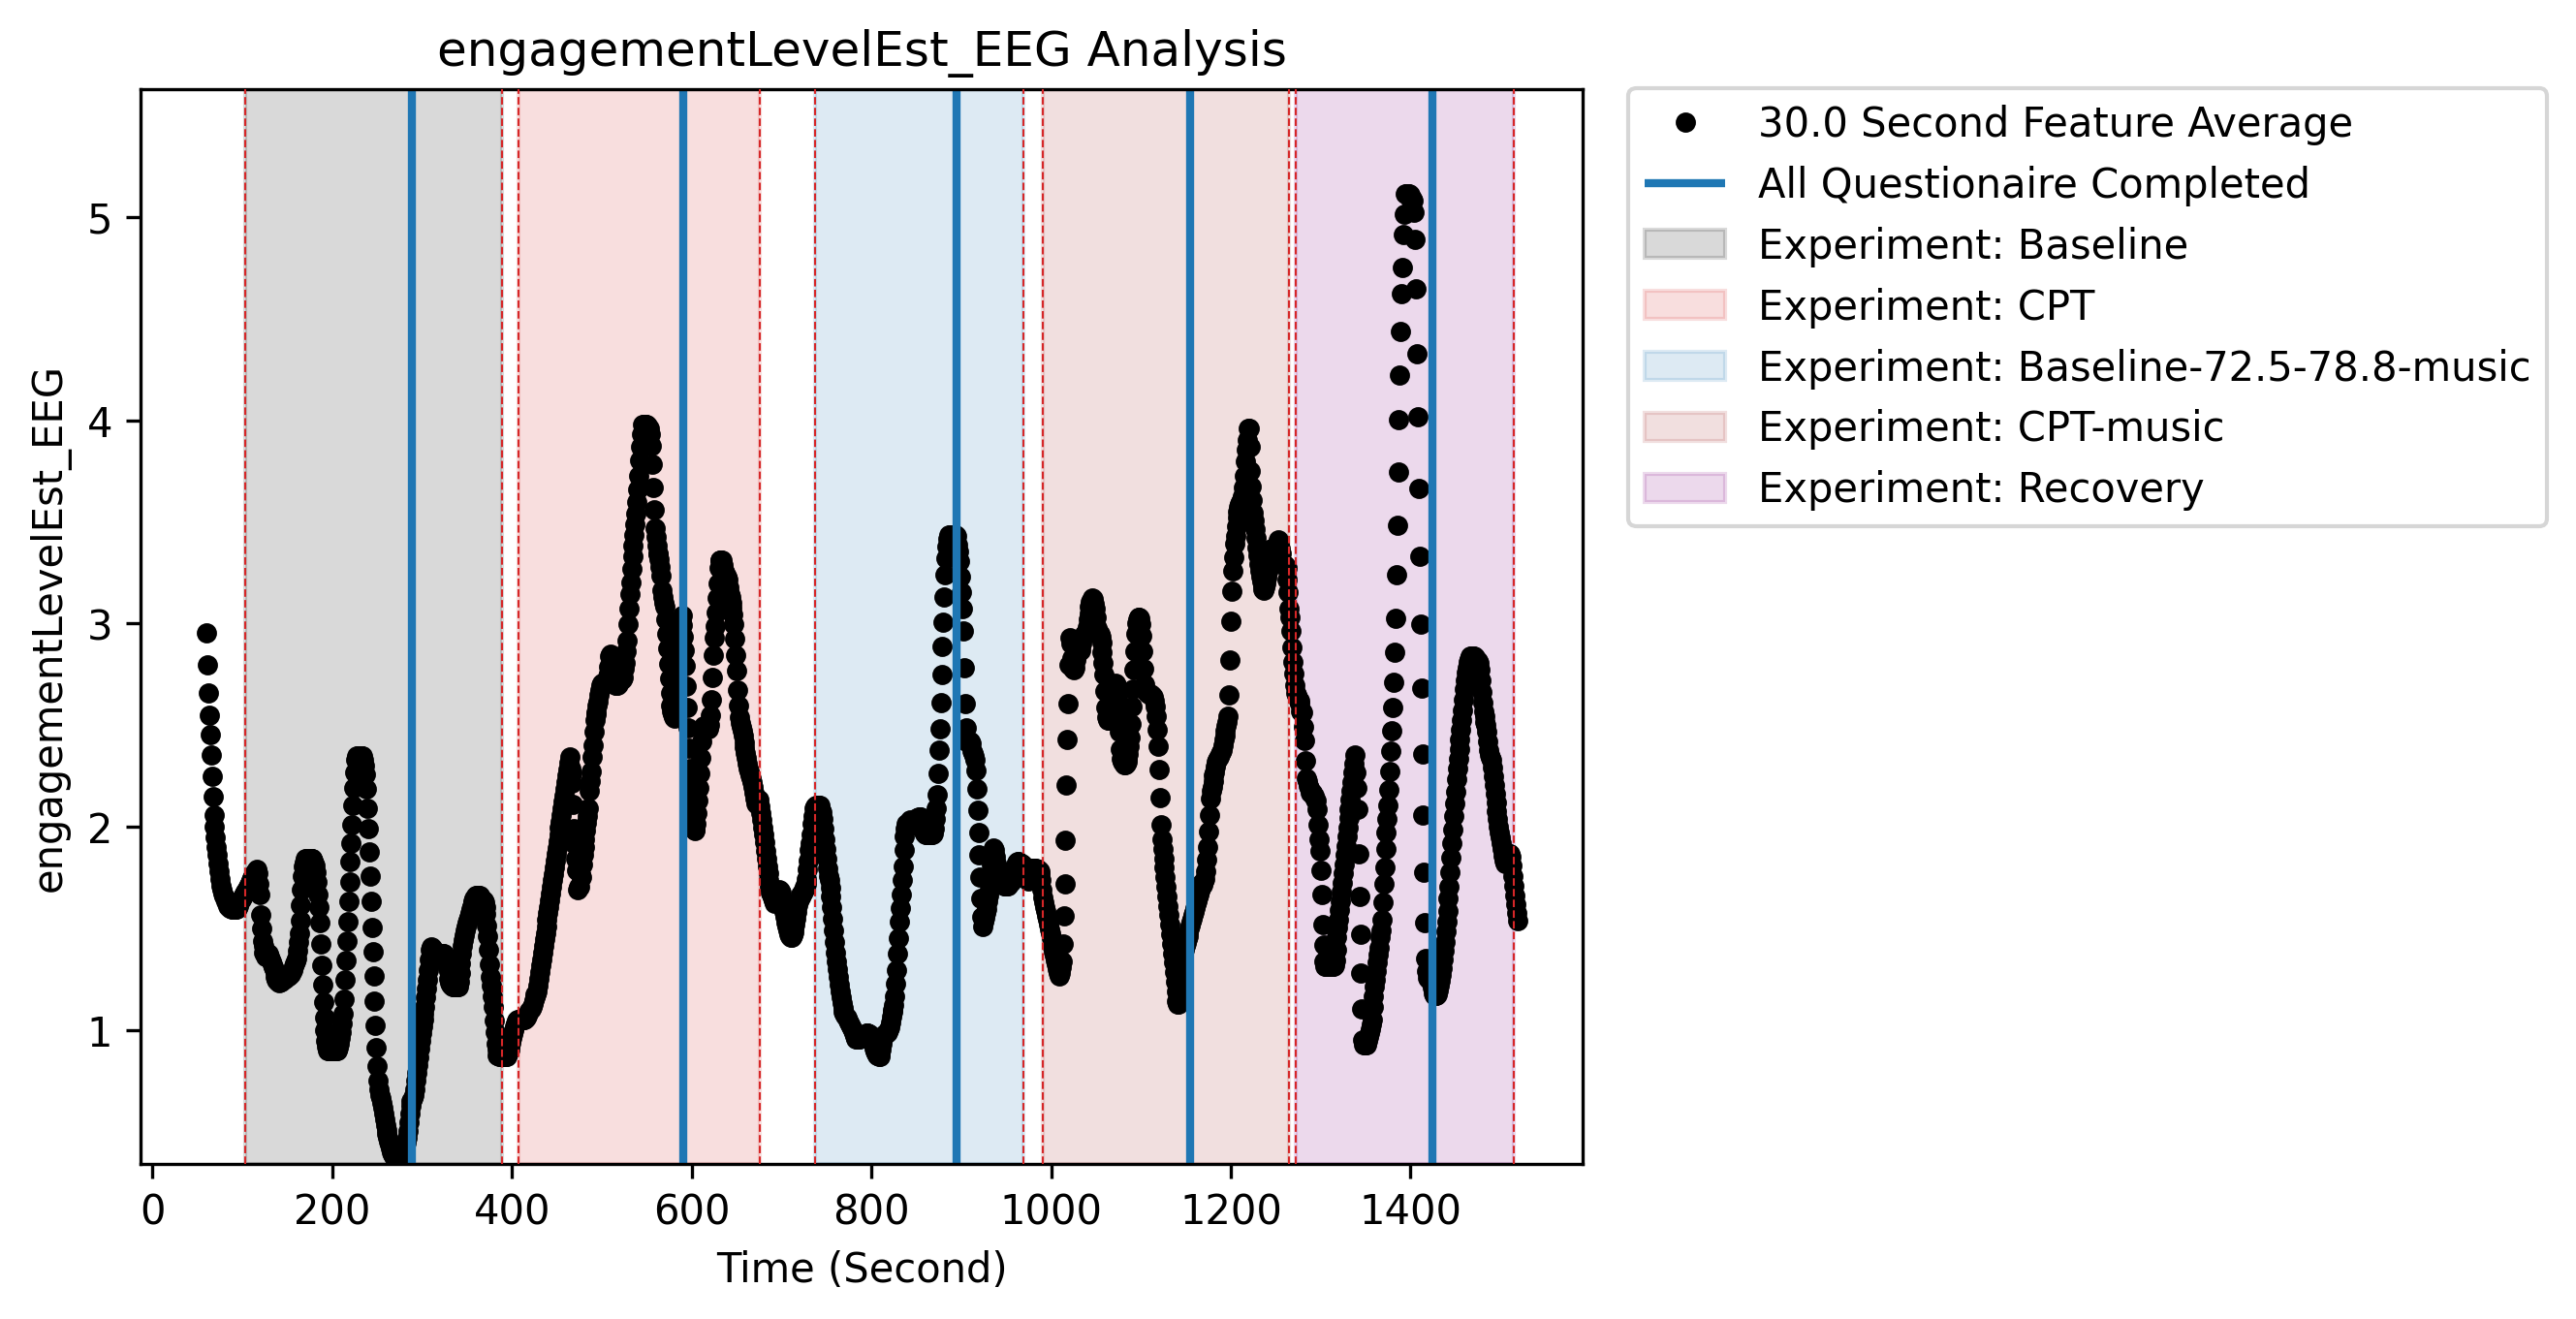 engagementLevelEst_EEG Analysis
engagementLevelEst_EEG
5
4
3
2
1
0
200
400
600
800
1000
1200
1400
Time (Second)
30.0 Second Feature Average
All Questionaire Completed
Experiment: Baseline
Experiment: CPT
Experiment: Baseline-72.5-78.8-music
Experiment: CPT-music
Experiment: Recovery